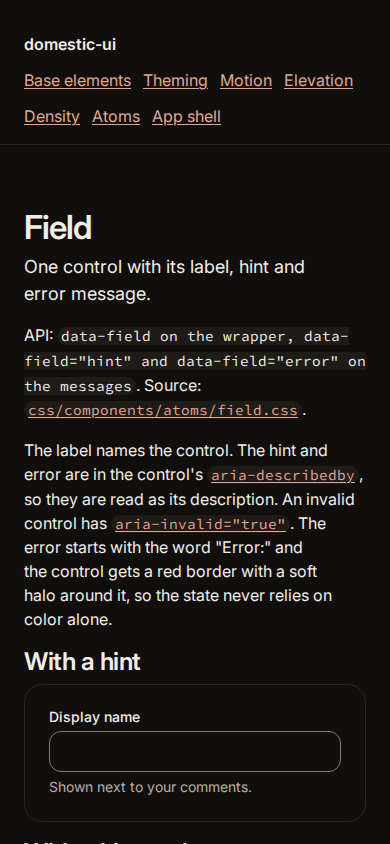 domestic-ui
Base elements Theming Motion Elevation
Density Atoms App shell
Field
One control with its label, hint and
error message.
API: data-field on the wrapper, data-
field="hint" and data-field="error" on
the messages. Source:
css/components/atoms/field.css.
The label names the control. The hint and
error are in the control's aria-describedby,
so they are read as its description. An invalid
control has aria-invalid="true". The
error starts with the word "Error:" and
the control gets a red border with a soft
halo around it, so the state never relies on
color alone.
With a hint
Display name
Shown next to your comments.